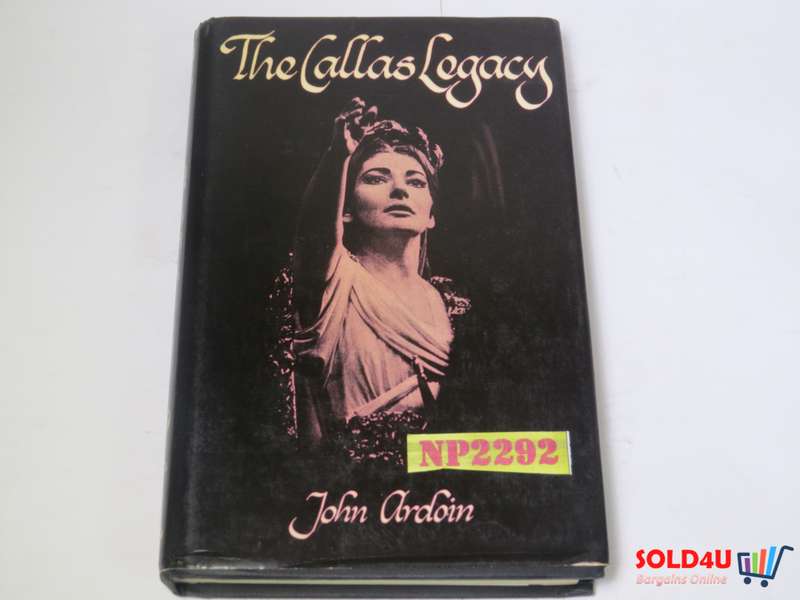 The Callas Legacy
NP2292
John Ardoin
SOLD4U
Bargains Online